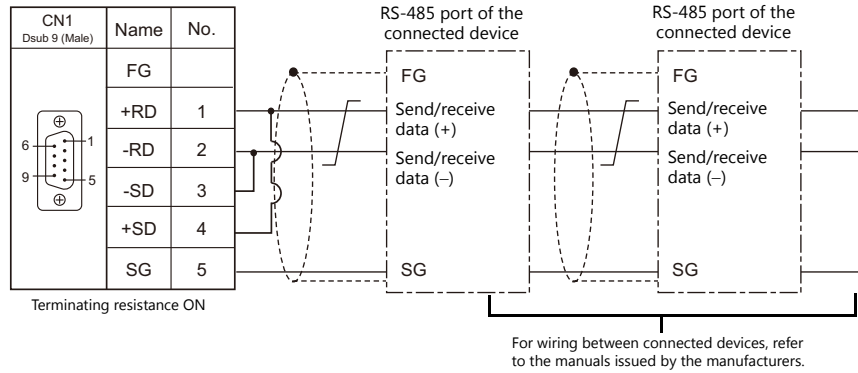 CN1
Dsub 9 (Male)
Name
No.
FG
+RD
1
-RD
2
-SD
3
+SD
4
SG
5
6
1
9
5
Terminating resistance ON
RS-485 port of the
connected device
FG
Send/receive
data (+)
Send/receive
data (−)
SG
RS-485 port of the
connected device
FG
Send/receive
data (+)
Send/receive
data (−)
SG
For wiring between connected devices, refer
to the manuals issued by the manufacturers.